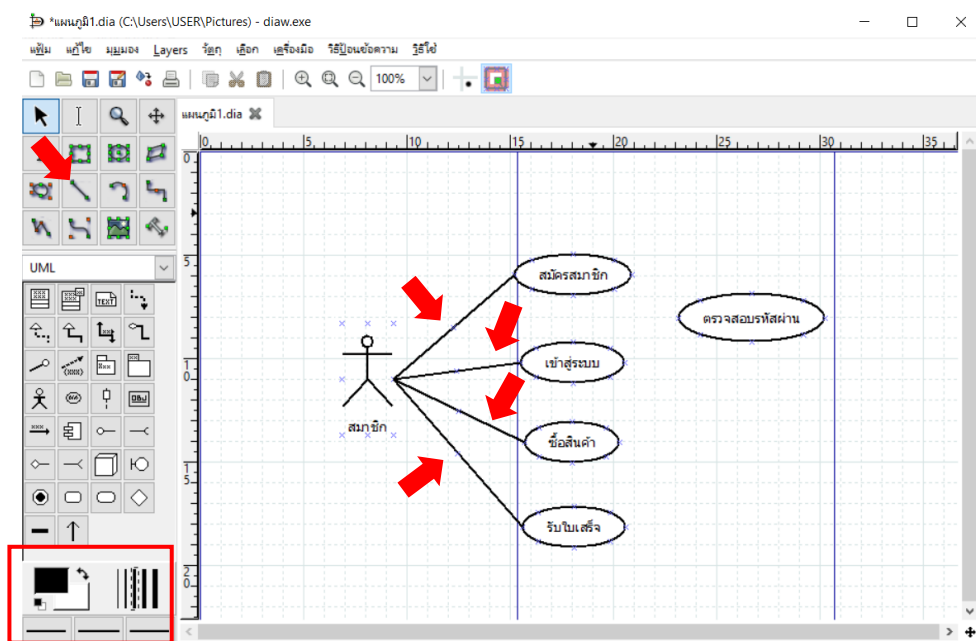 *แผนภูมิ1.dia (C:\Users\USER\Pictures) - diaw.exe
แฟ้ม แก้ไข มุมมอง Layers วัตถุ เลือก เครื่องมือ วิธีป้อนข้อความ วิธีใช้
100%
แผนภูมิ1.dia
0 5 10 15 20 25 30 35
0
5
10
15
20
UML
สมัครสมาชิก
ตรวจสอบรหัสผ่าน
เข้าสู่ระบบ
สมาชิก
ซื้อสินค้า
รับใบเสร็จ
TEXT